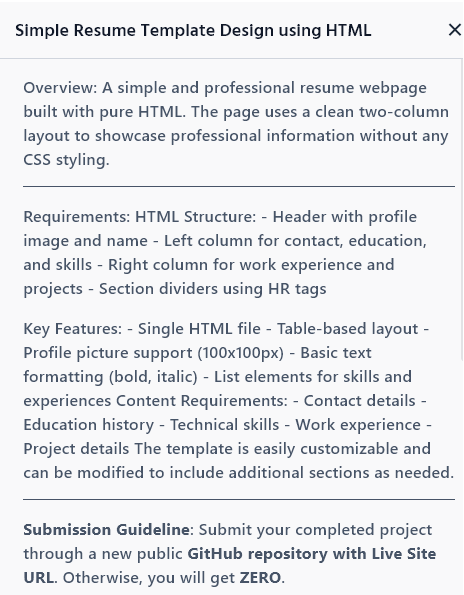 Simple Resume Template Design using HTML
Overview: A simple and professional resume webpage
built with pure HTML. The page uses a clean two-column
layout to showcase professional information without any
CSS styling.
Requirements: HTML Structure: - Header with profile
image and name - Left column for contact, education,
and skills - Right column for work experience and
projects - Section dividers using HR tags
Key Features: - Single HTML file - Table-based layout -
Profile picture support (100x100px) - Basic text
formatting (bold, italic) - List elements for skills and
experiences Content Requirements: - Contact details -
Education history - Technical skills - Work experience -
Project details The template is easily customizable and
can be modified to include additional sections as needed.
Submission Guideline: Submit your completed project
through a new public GitHub repository with Live Site
URL. Otherwise, you will get ZERO.